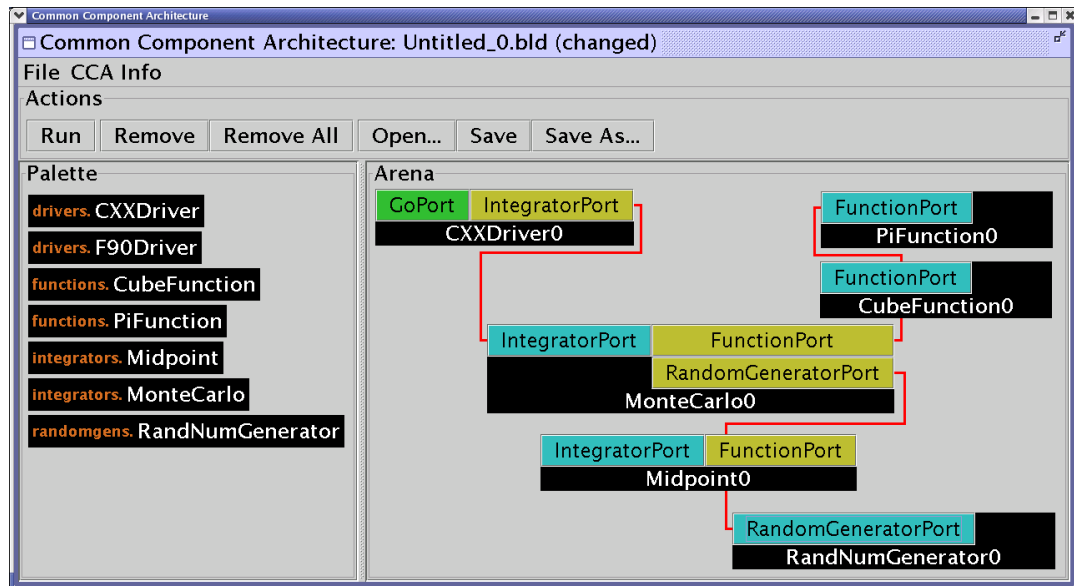 Common Component Architecture
Common Component Architecture: Untitled_0.bld (changed)
File CCA Info
Actions
Run Remove Remove All Open... Save Save As...
Palette
drivers. CXXDriver
drivers. F90Driver
functions. CubeFunction
functions. PiFunction
integrators. Midpoint
integrators. MonteCarlo
randomgens. RandNumGenerator
Arena
GoPort IntegratorPort
CXXDriver0
FunctionPort
PiFunction0
FunctionPort
CubeFunction0
IntegratorPort FunctionPort
RandomGeneratorPort
MonteCarlo0
IntegratorPort FunctionPort
Midpoint0
RandomGeneratorPort
RandNumGenerator0